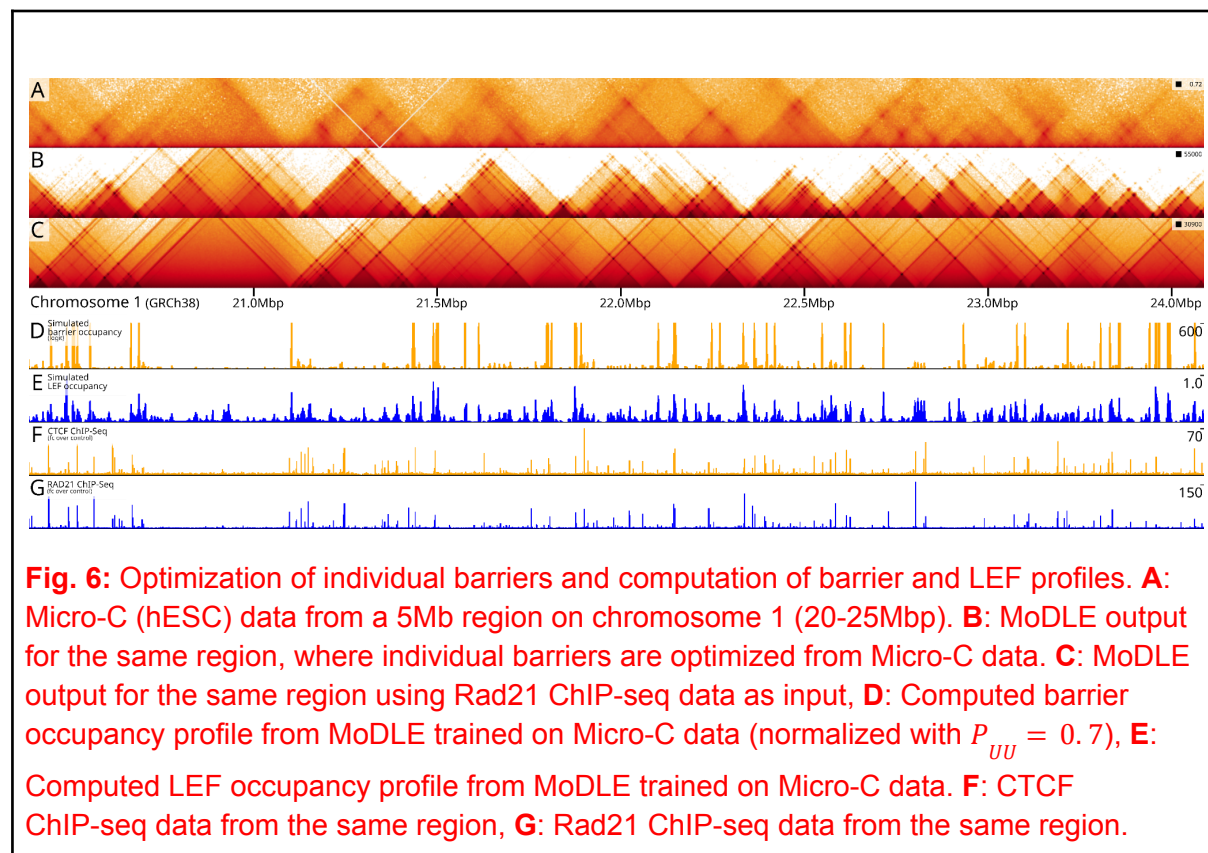 A
0.72
B
55000
C
30900
Chromosome 1 (GRCh38) 21.0Mbp 21.5Mbp 22.0Mbp 22.5Mbp 23.0Mbp 24.0Mbp
D Simulated
barrier occupancy
(logit)
600
E Simulated
LEF occupancy
1.0
F CTCF ChIP-Seq
(fc over control)
70
G RAD21 ChIP-Seq
(fc over control)
150
Fig. 6: Optimization of individual barriers and computation of barrier and LEF profiles. A:
Micro-C (hESC) data from a 5Mb region on chromosome 1 (20-25Mbp). B: MoDLE output
for the same region, where individual barriers are optimized from Micro-C data. C: MoDLE
output for the same region using Rad21 ChIP-seq data as input, D: Computed barrier
occupancy profile from MoDLE trained on Micro-C data (normalized with P_UU = 0.7), E:
Computed LEF occupancy profile from MoDLE trained on Micro-C data. F: CTCF
ChIP-seq data from the same region, G: Rad21 ChIP-seq data from the same region.